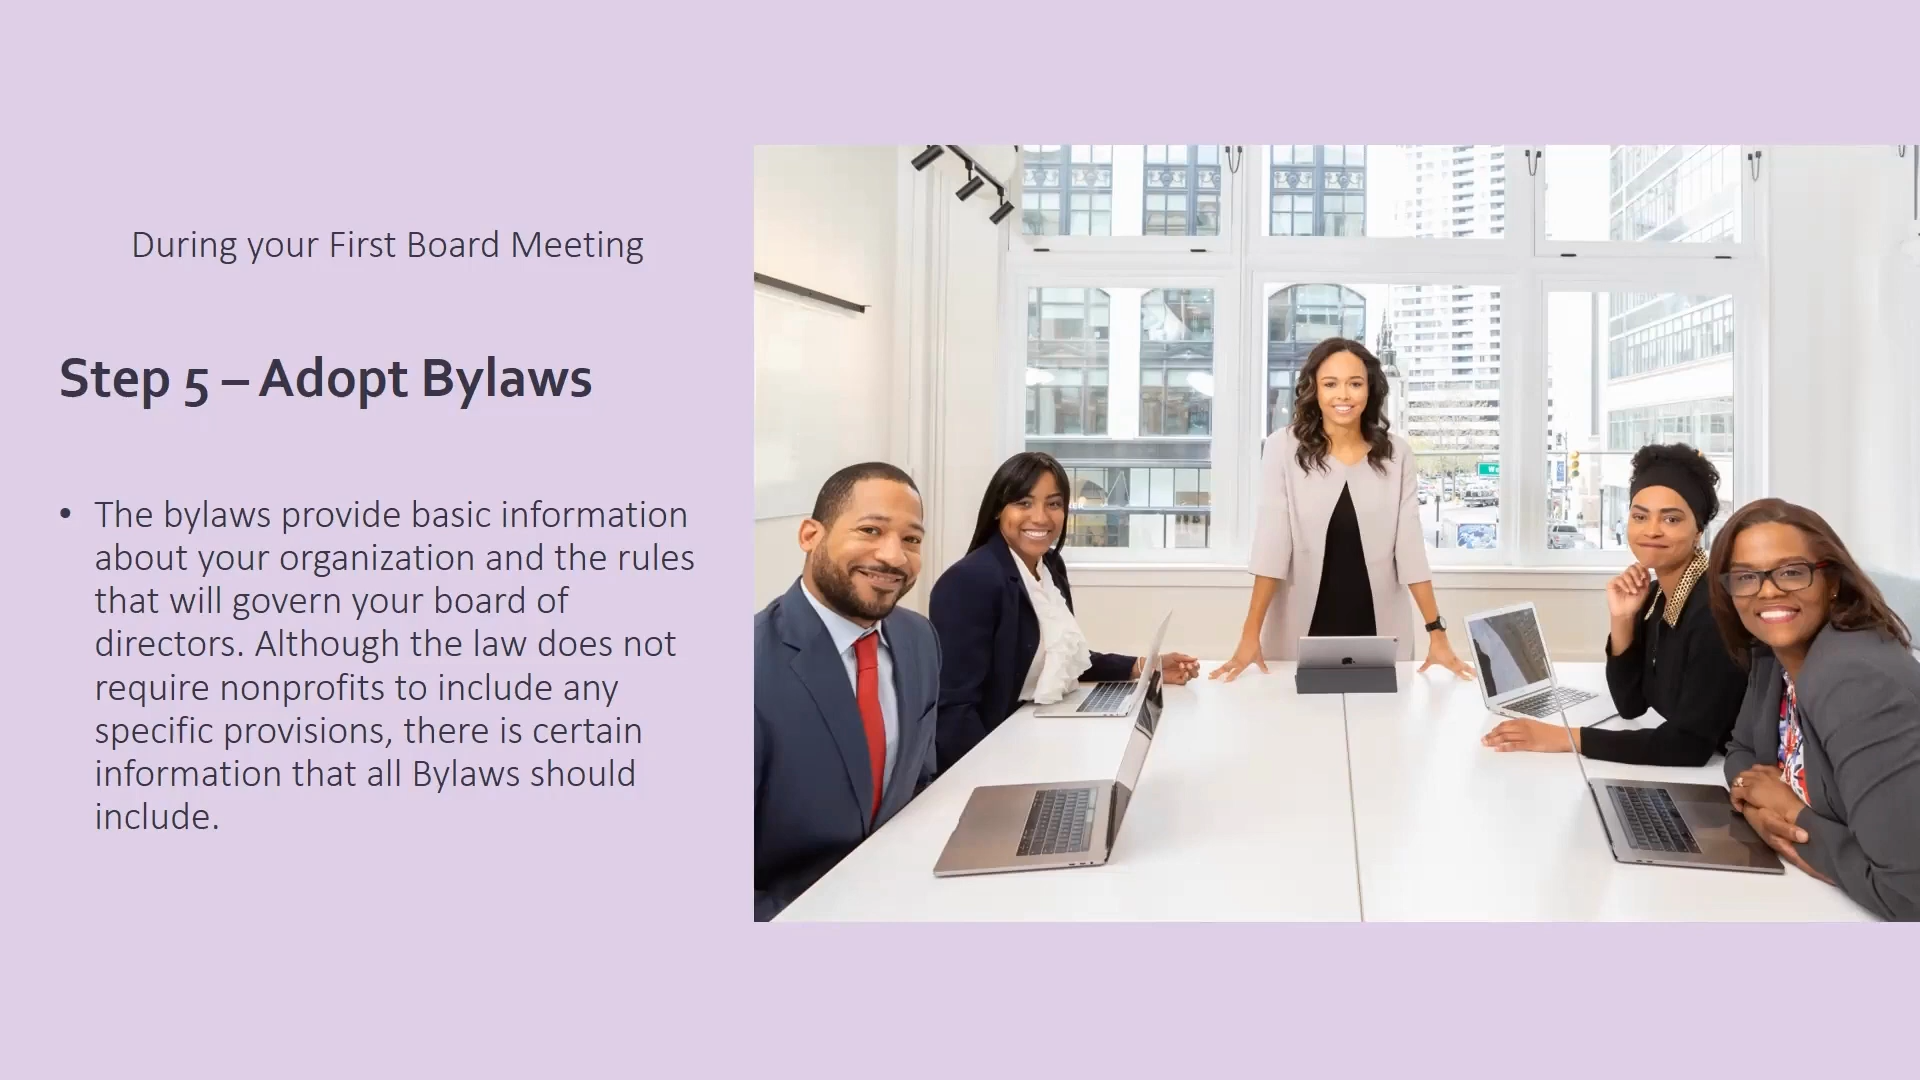 During your First Board Meeting
Step 5 – Adopt Bylaws
• The bylaws provide basic information
about your organization and the rules
that will govern your board of
directors. Although the law does not
require nonprofits to include any
specific provisions, there is certain
information that all Bylaws should
include.